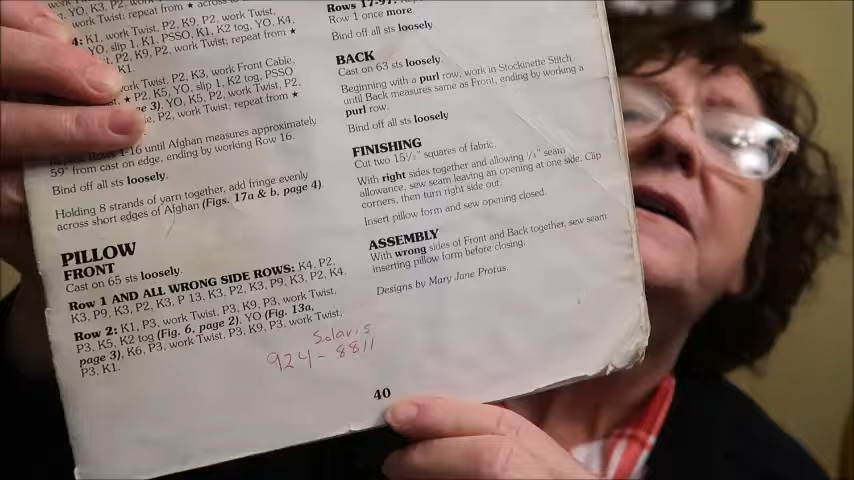 YO, K3, P2, work
work Twist; repeat from ★ across to
4: K1, work Twist, P2, K9, P2, work Twist,
YO, slip 1, K1, PSSO, K1, K2 tog, YO, K4,
P2, K9, P2, work Twist; repeat from ★
K1.
work Twist, P2, K3, work Front Cable,
★ P2, K5, YO, slip 1, K2 tog, PSSO
page 3), YO, K5, P2, work Twist, P2,
P2, work Twist; repeat from ★
Rows 1-16 until Afghan measures approximately
59" from cast on edge, ending by working Row 16.
Bind off all sts loosely.
Holding 8 strands of yarn together, add fringe evenly
across short edges of Afghan (Figs. 17a & b, page 4).
PILLOW
FRONT
Cast on 65 sts loosely.
Row 1 AND ALL WRONG SIDE ROWS: K4, P2,
K3, P9, K3, P2, K3, P 13, K3, P2, K3, P9, K3, P2, K4.
Row 2: K1, P3, work Twist, P3, K9, P3, work Twist,
P3, K5, K2 tog (Fig. 6, page 2), YO (Fig. 13a,
page 3), K6, P3, work Twist, P3, K9, P3, work Twist,
P3, K1.
Rows 17-97:
Row 1 once more.
Bind off all sts loosely.
BACK
Cast on 63 sts loosely.
Beginning with a purl row, work in Stockinette Stitch
until Back measures same as Front, ending by working a
purl row.
Bind off all sts loosely
FINISHING
Cut two 15½" squares of fabric.
With right sides together and allowing ½" seam
allowance, sew seam leaving an opening at one side. Clip
corners, then turn right side out.
Insert pillow form and sew opening closed.
ASSEMBLY
With wrong sides of Front and Back together, sew seam
inserting pillow form before closing.
Designs by Mary Jane Protus.
Solaris
924-8811
40